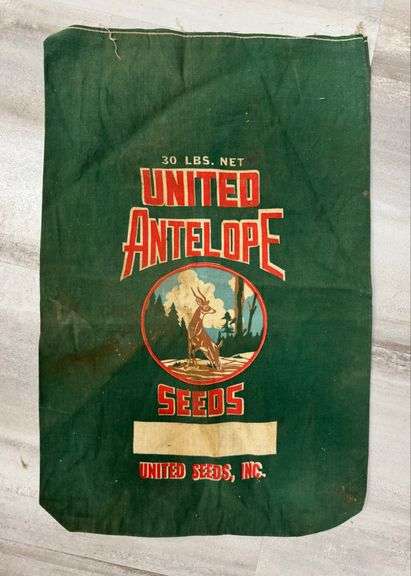 30 LBS. NET
UNITED
ANTELOPE
SEEDS
UNITED SEEDS, INC.